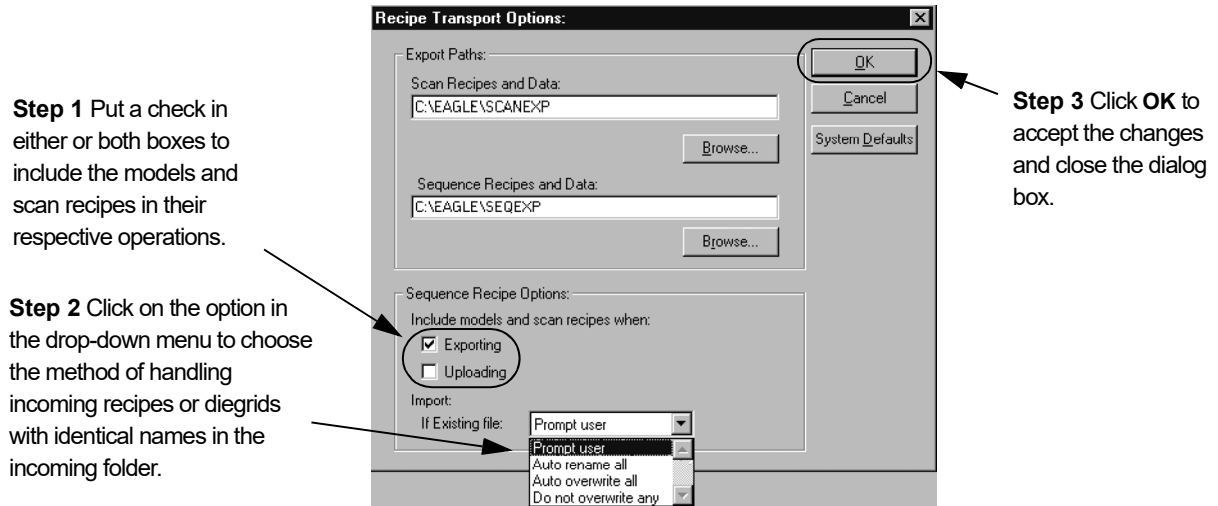 Recipe Transport Options:
Export Paths:
Scan Recipes and Data:
C:\EAGLE\SCANEXP
Browse...
Sequence Recipes and Data:
C:\EAGLE\SEQEXP
Browse...
OK
Cancel
System Defaults
Sequence Recipe Options:
Include models and scan recipes when:
Exporting
Uploading
Import:
If Existing file:
Prompt user
Prompt user
Auto rename all
Auto overwrite all
Do not overwrite any
Step 1 Put a check in
either or both boxes to
include the models and
scan recipes in their
respective operations.
Step 2 Click on the option in
the drop-down menu to choose
the method of handling
incoming recipes or diegrids
with identical names in the
incoming folder.
Step 3 Click OK to
accept the changes
and close the dialog
box.